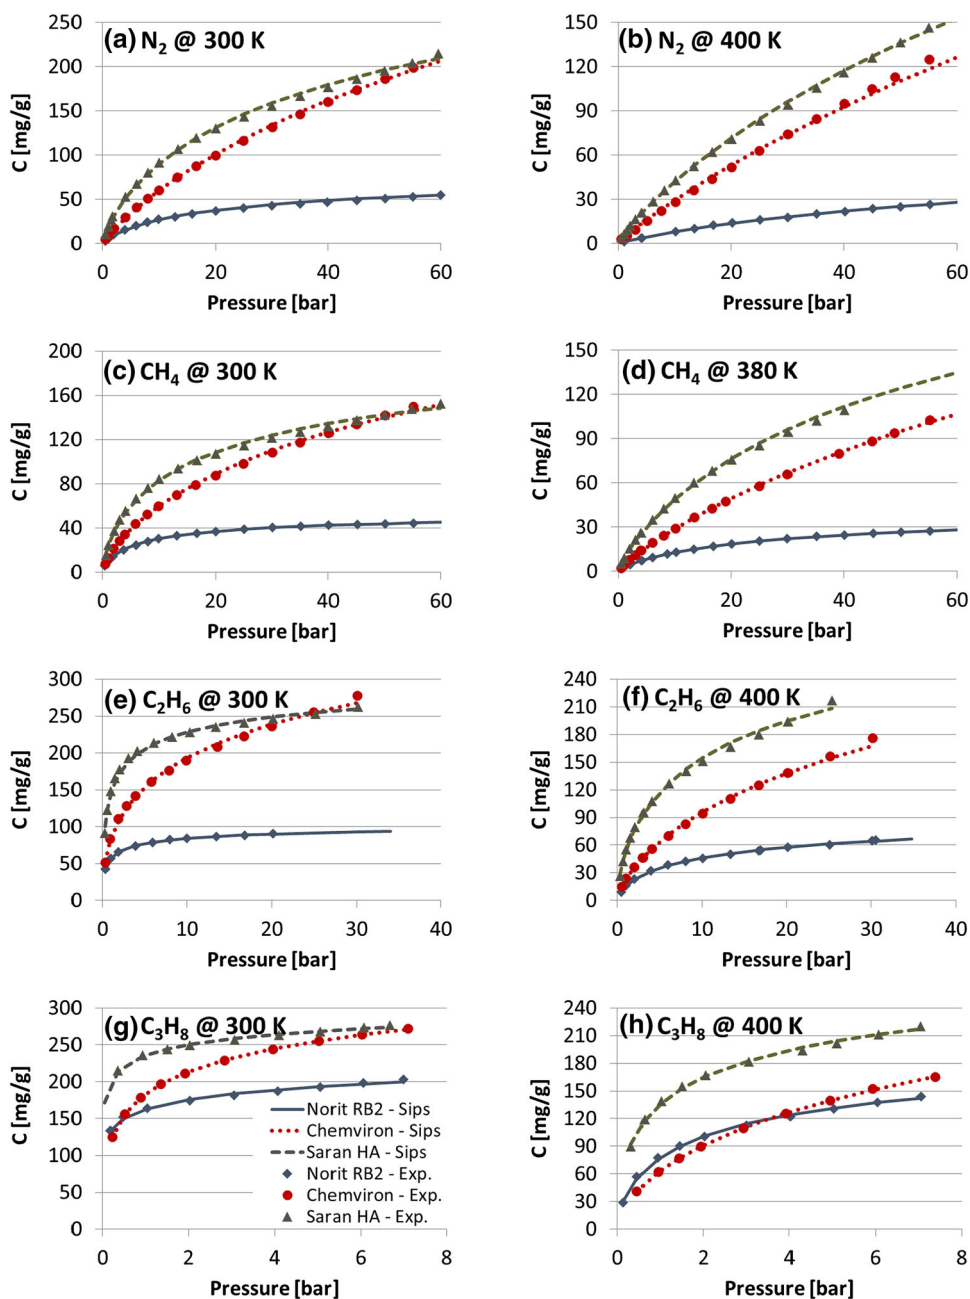 (a) N2 @ 300 K
C [mg/g]
250
200
150
100
50
0
0 20 40 60
Pressure [bar]
(b) N2 @ 400 K
C [mg/g]
150
120
90
60
30
0
0 20 40 60
Pressure [bar]
(c) CH4 @ 300 K
C [mg/g]
200
160
120
80
40
0
0 20 40 60
Pressure [bar]
(d) CH4 @ 380 K
C [mg/g]
150
120
90
60
30
0
0 20 40 60
Pressure [bar]
(e) C2H6 @ 300 K
C [mg/g]
300
250
200
150
100
50
0
0 10 20 30 40
Pressure [bar]
(f) C2H6 @ 400 K
C [mg/g]
240
210
180
150
120
90
60
30
0
0 10 20 30 40
Pressure [bar]
(g) C3H8 @ 300 K
C [mg/g]
300
250
200
150
100
50
0
Norit RB2 - Sips
Chemviron - Sips
Saran HA - Sips
Norit RB2 - Exp.
Chemviron - Exp.
Saran HA - Exp.
0 2 4 6 8
Pressure [bar]
(h) C3H8 @ 400 K
C [mg/g]
240
210
180
150
120
90
60
30
0
0 2 4 6 8
Pressure [bar]